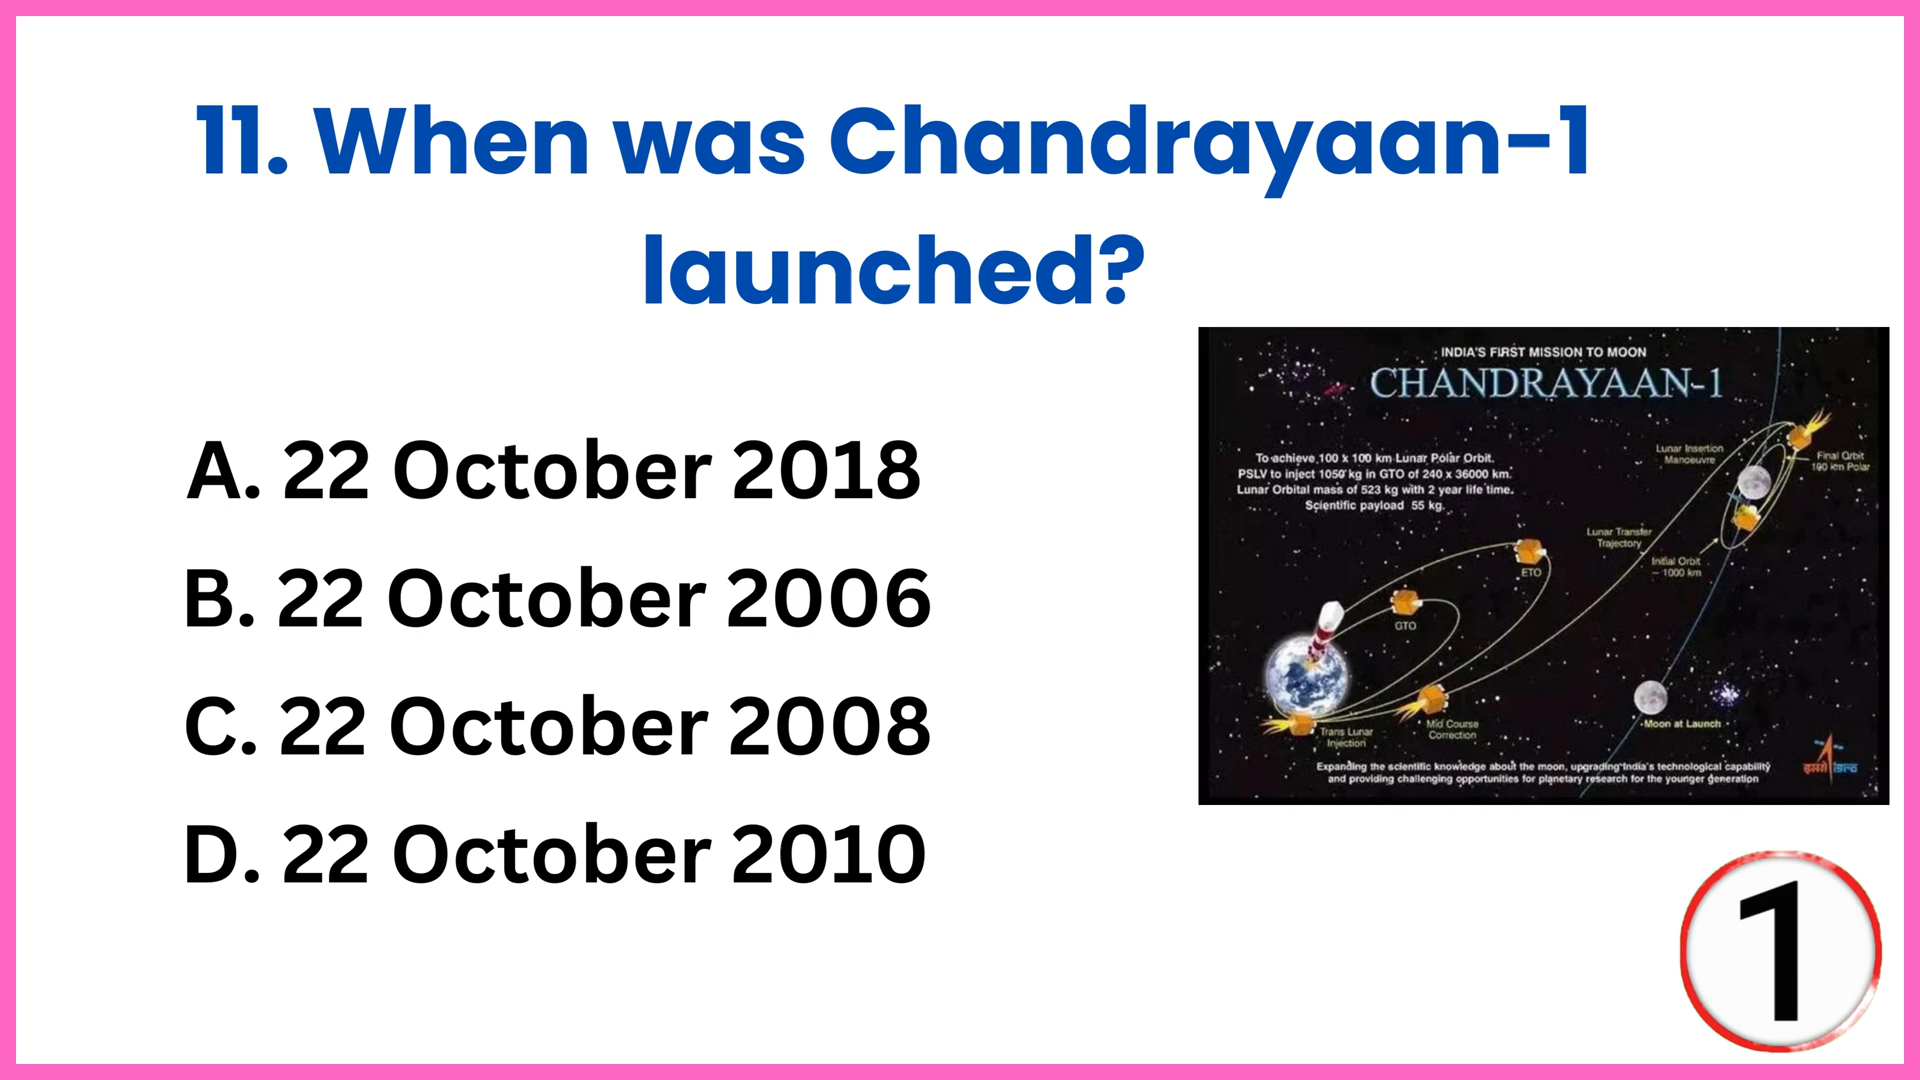 11. When was Chandrayaan-1
launched?
A. 22 October 2018
B. 22 October 2006
C. 22 October 2008
D. 22 October 2010
INDIA'S FIRST MISSION TO MOON
CHANDRAYAAN-1
To achieve 100 x 100 km Lunar Polar Orbit.
PSLV to inject 1050 kg in GTO of 240 x 36000 km.
Lunar Orbital mass of 523 kg with 2 year life time.
Scientific payload 55 kg.
Lunar Insertion
Manoeuvre
Final Orbit
100 km Polar
Lunar Transfer
Trajectory
Initial Orbit
~ 1000 km
ETO
GTO
Moon at Launch
Mid Course
Correction
Trans Lunar
Injection
Expanding the scientific knowledge about the moon, upgrading India's technological capability
and providing challenging opportunities for planetary research for the younger generation
इसरो isro
1